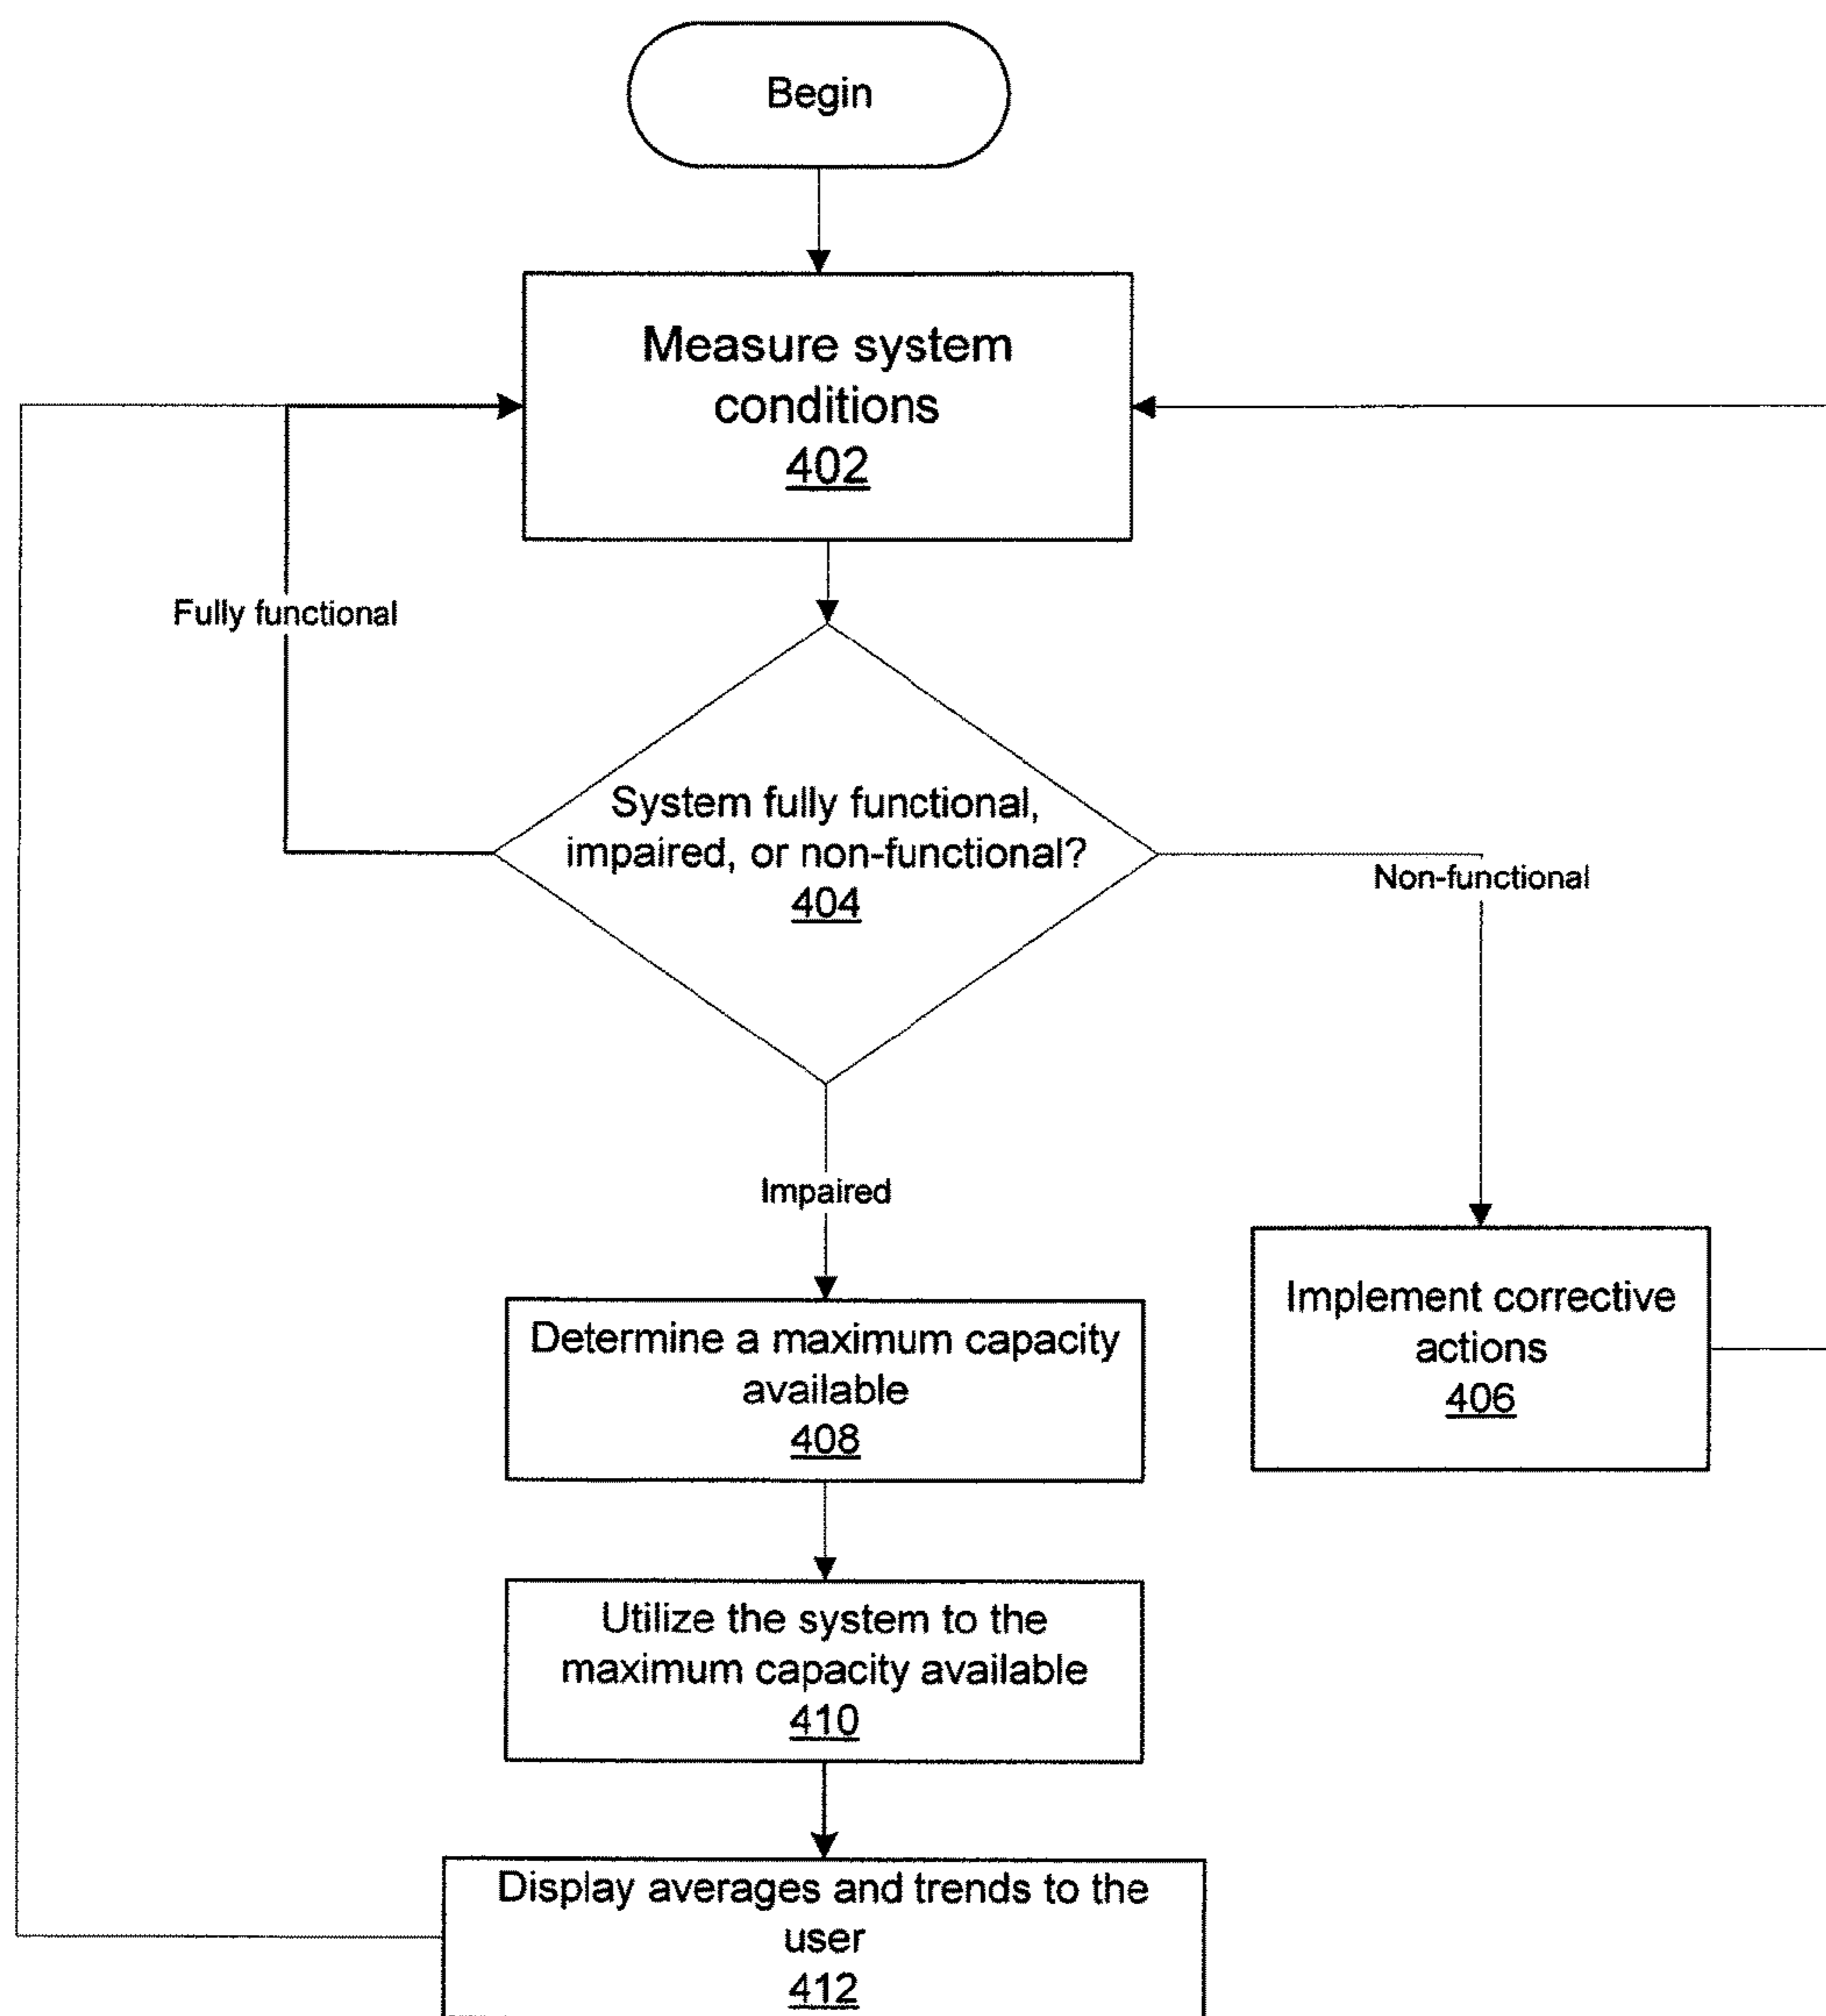 Begin
Measure system
conditions
402
Fully functional
System fully functional,
impaired, or non-functional?
404
Non-functional
Impaired
Implement corrective
actions
406
Determine a maximum capacity
available
408
Utilize the system to the
maximum capacity available
410
Display averages and trends to the
user
412